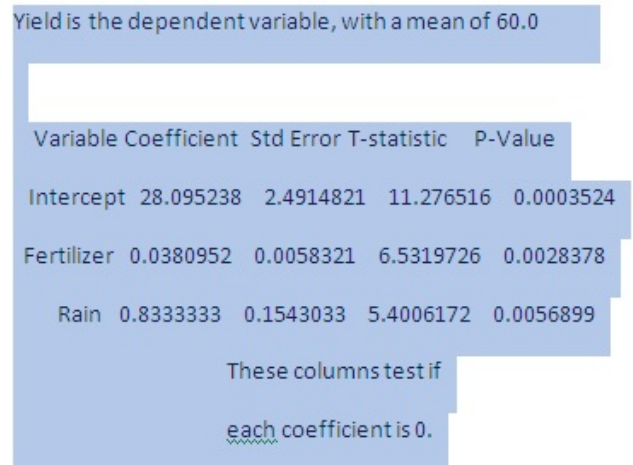 Yield is the dependent variable, with a mean of 60.0
Variable Coefficient Std Error T-statistic P-Value
Intercept 28.095238 2.4914821 11.276516 0.0003524
Fertilizer 0.0380952 0.0058321 6.5319726 0.0028378
Rain 0.8333333 0.1543033 5.4006172 0.0056899
These columns test if
each coefficient is 0.